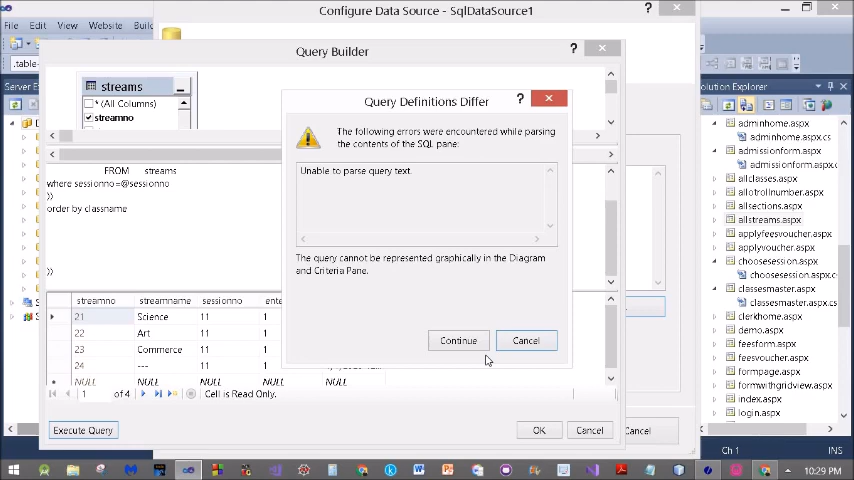 Configure Data Source - SqlDataSource1
File Edit View Website Build
.table-
Query Builder
Server Ex
Solution Explorer
streams
* (All Columns)
streamno
Query Definitions Differ
The following errors were encountered while parsing
the contents of the SQL pane:
Unable to parse query text.
The query cannot be represented graphically in the Diagram
and Criteria Pane.
Continue
Cancel
FROM streams
where sessionno=@sessionno
))
order by classname
))
streamno streamname sessionno ente
21 Science 11 1
22 Art 11 1
23 Commerce 11 1
24 --- 11 1
NULL NULL NULL NULL
1 of 4 Cell is Read Only.
Execute Query
OK
Cancel
Cancel
adminhome.aspx
adminhome.aspx.cs
admissionform.aspx
admissionform.aspx.cs
allclasses.aspx
allotrollnumber.aspx
allsections.aspx
allstreams.aspx
applyfeesvoucher.aspx
applyvoucher.aspx
choosesession.aspx
choosesession.aspx.c
classesmaster.aspx
classesmaster.aspx.cs
clerkhome.aspx
demo.aspx
feesform.aspx
feesvoucher.aspx
formpage.aspx
formwithgridview.aspx
index.aspx
login.aspx
Ch 1
INS
10:29 PM